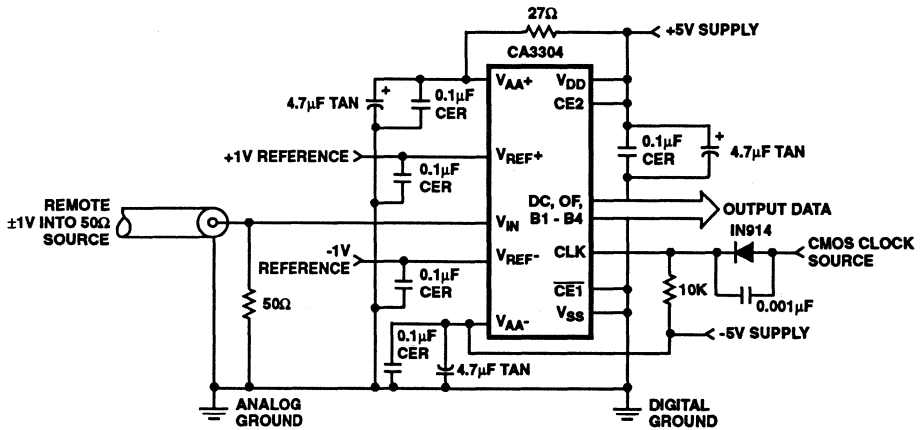 27Ω
+5V SUPPLY
CA3304
VAA+
VDD
CE2
4.7µF TAN
+
0.1µF
CER
0.1µF
CER
+
4.7µF TAN
+1V REFERENCE
VREF+
0.1µF
CER
REMOTE
±1V INTO 50Ω
SOURCE
DC, OF,
B1 - B4
OUTPUT DATA
VIN
-1V
REFERENCE
VREF-
CLK
IN914
CMOS CLOCK
SOURCE
0.1µF
CER
50Ω
CE1
10K
0.001µF
VAA-
VSS
0.1µF
CER
4.7µF TAN
-5V SUPPLY
ANALOG
GROUND
DIGITAL
GROUND